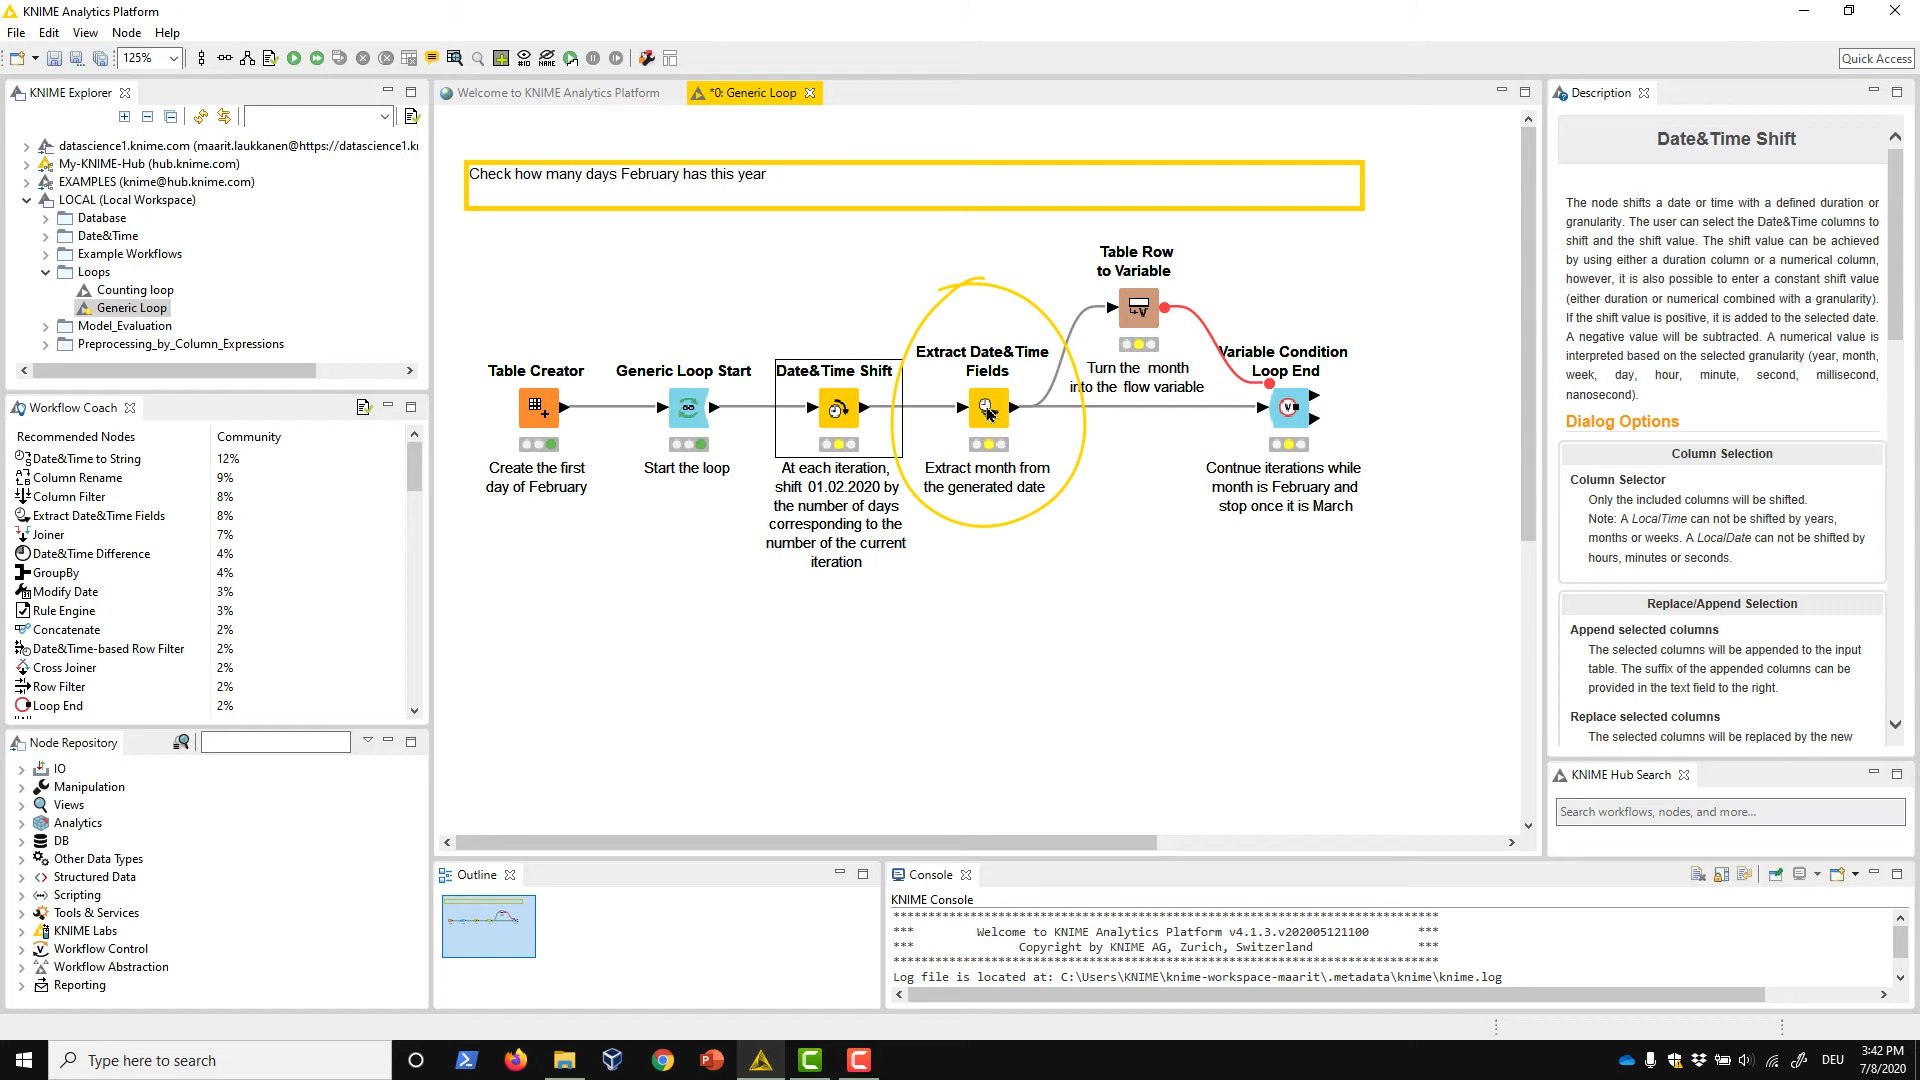 KNIME Analytics Platform
File Edit View Node Help
125%
Quick Access
KNIME Explorer
datascience1.knime.com (maarit.laukkanen@https://datascience1.kr
My-KNIME-Hub (hub.knime.com)
EXAMPLES (knime@hub.knime.com)
LOCAL (Local Workspace)
Database
Date&Time
Example Workflows
Loops
Counting loop
Generic Loop
Model_Evaluation
Preprocessing_by_Column_Expressions
Workflow Coach
Recommended Nodes Community
Date&Time to String 12%
Column Rename 9%
Column Filter 8%
Extract Date&Time Fields 8%
Joiner 7%
Date&Time Difference 4%
GroupBy 4%
Modify Date 3%
Rule Engine 3%
Concatenate 2%
Date&Time-based Row Filter 2%
Cross Joiner 2%
Row Filter 2%
Loop End 2%
Node Repository
IO
Manipulation
Views
Analytics
DB
Other Data Types
Structured Data
Scripting
Tools & Services
KNIME Labs
Workflow Control
Workflow Abstraction
Reporting
Welcome to KNIME Analytics Platform
*0: Generic Loop
Check how many days February has this year
Table Creator
Create the first
day of February
Generic Loop Start
Start the loop
Date&Time Shift
At each iteration,
shift 01.02.2020 by
the number of days
corresponding to the
number of the current
iteration
Extract Date&Time
Fields
Extract month from
the generated date
Table Row
to Variable
Turn the month
into the flow variable
Variable Condition
Loop End
Contnue iterations while
month is February and
stop once it is March
Outline
Console
KNIME Console
********************************************************************************
*** Welcome to KNIME Analytics Platform v4.1.3.v202005121100 ***
*** Copyright by KNIME AG, Zurich, Switzerland ***
********************************************************************************
Log file is located at: C:\Users\KNIME\knime-workspace-maarit\.metadata\knime\knime.log
Description
Date&Time Shift
The node shifts a date or time with a defined duration or
granularity. The user can select the Date&Time columns to
shift and the shift value. The shift value can be achieved
by using either a duration column or a numerical column,
however, it is also possible to enter a constant shift value
(either duration or numerical combined with a granularity).
If the shift value is positive, it is added to the selected date.
A negative value will be subtracted. A numerical value is
interpreted based on the selected granularity (year, month,
week, day, hour, minute, second, millisecond,
nanosecond).
Dialog Options
Column Selection
Column Selector
Only the included columns will be shifted.
Note: A LocalTime can not be shifted by years,
months or weeks. A LocalDate can not be shifted by
hours, minutes or seconds.
Replace/Append Selection
Append selected columns
The selected columns will be appended to the input
table. The suffix of the appended columns can be
provided in the text field to the right.
Replace selected columns
The selected columns will be replaced by the new
KNIME Hub Search
Search workflows, nodes, and more...
Type here to search
DEU
3:42 PM
7/8/2020